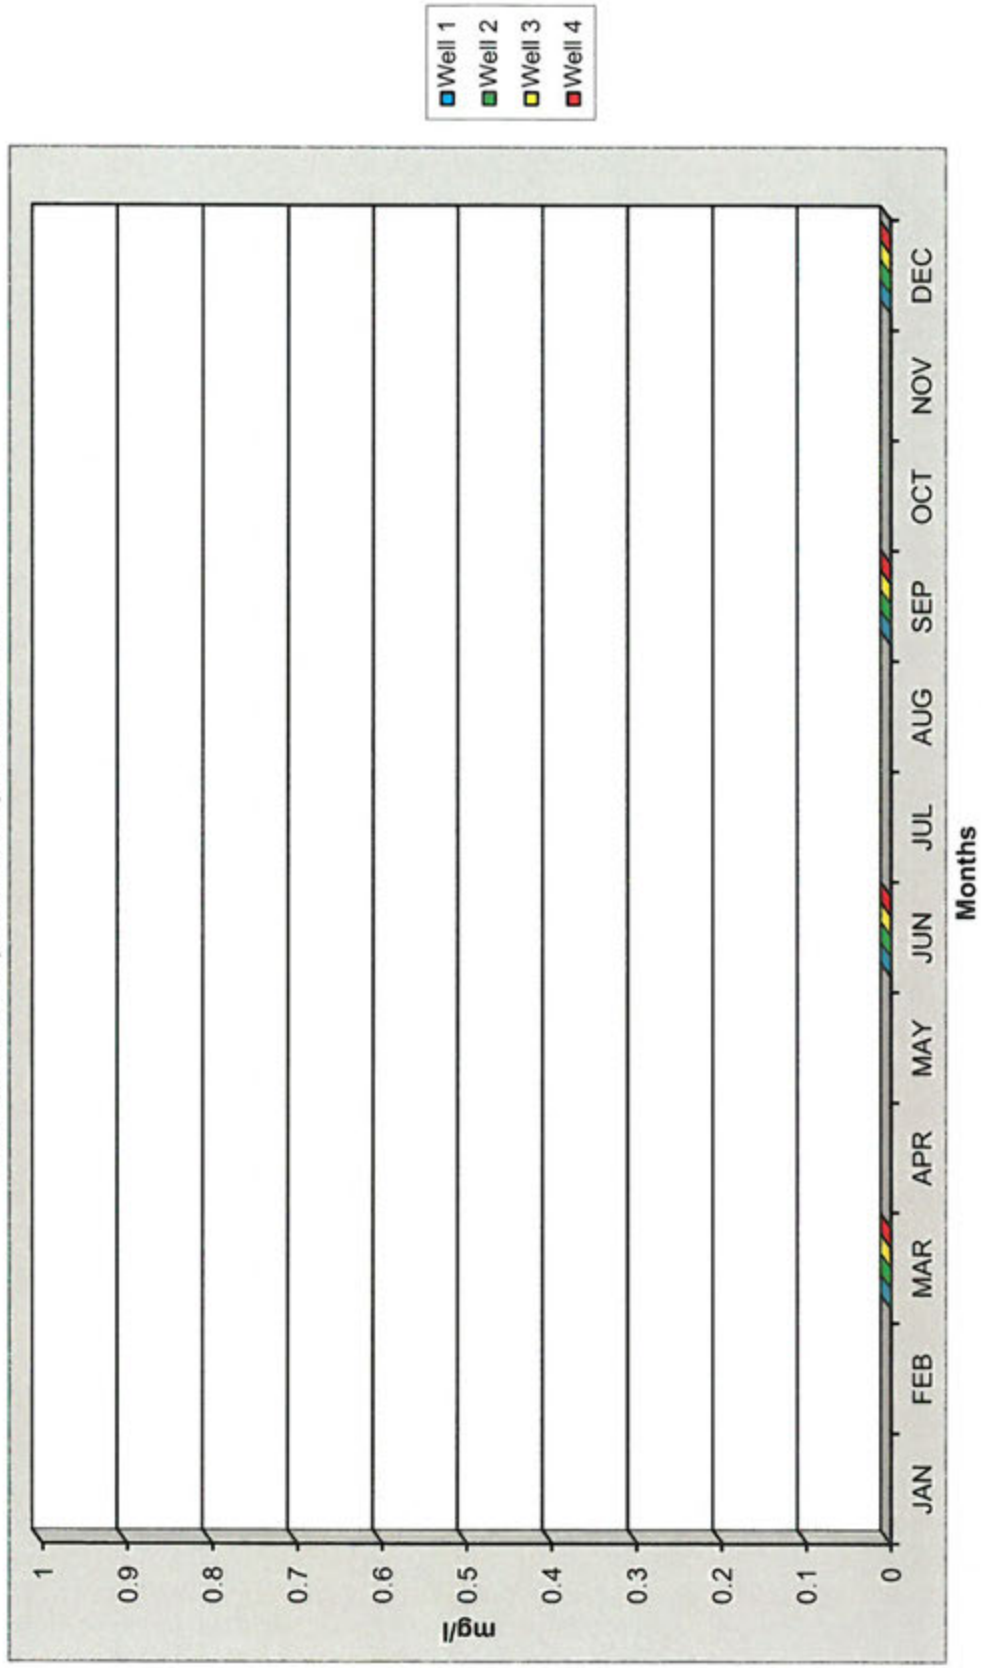 1
0.9
0.8
0.7
0.6
0.5
0.4
0.3
0.2
0.1
0
mg/l
JAN FEB MAR APR MAY JUN JUL AUG SEP OCT NOV DEC
Months
Well 1
Well 2
Well 3
Well 4